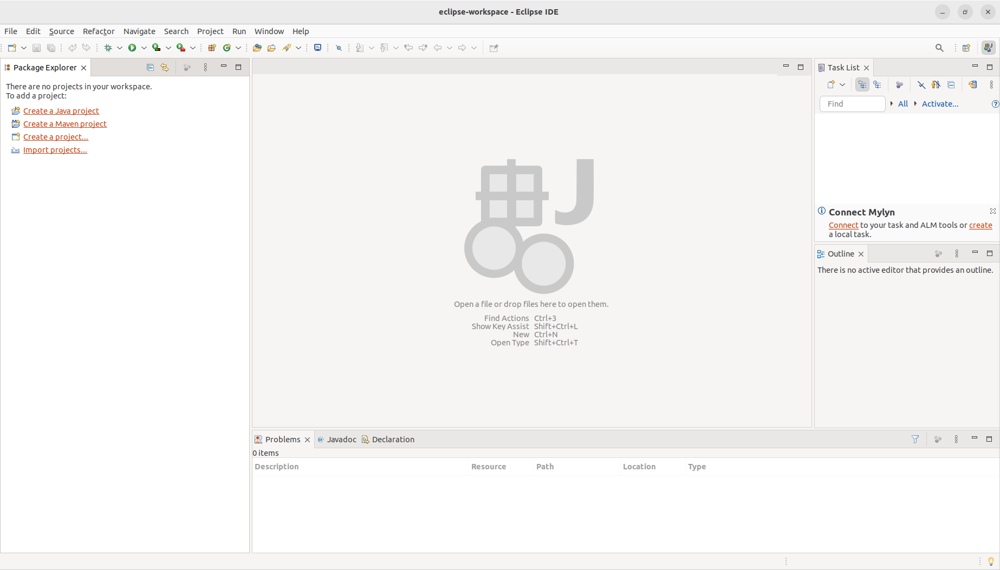 eclipse-workspace - Eclipse IDE
File Edit Source Refactor Navigate Search Project Run Window Help
Package Explorer
There are no projects in your workspace.
To add a project:
Create a Java project
Create a Maven project
Create a project...
Import projects...
Open a file or drop files here to open them.
Find Actions Ctrl+3
Show Key Assist Shift+Ctrl+L
New Ctrl+N
Open Type Shift+Ctrl+T
Task List
Find All Activate...
Connect Mylyn
Connect to your task and ALM tools or create
a local task.
Outline
There is no active editor that provides an outline.
Problems @ Javadoc Declaration
0 items
Description Resource Path Location Type